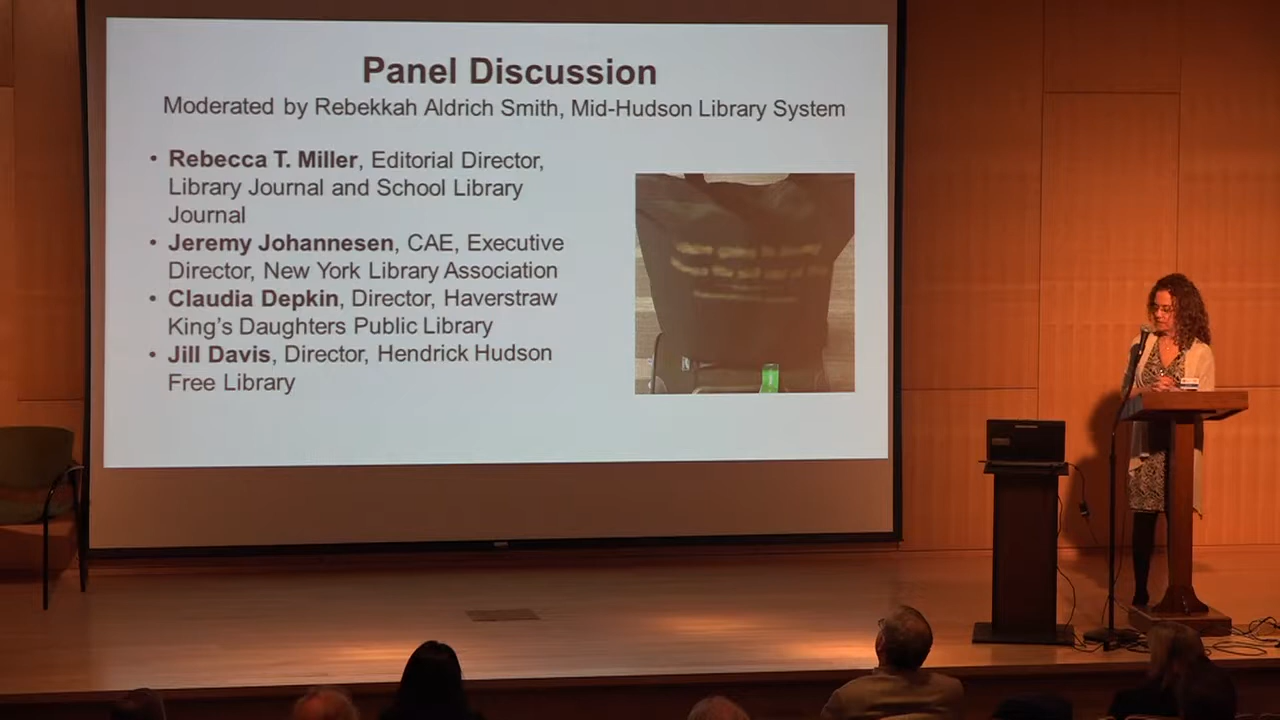 Panel Discussion
Moderated by Rebekkah Aldrich Smith, Mid-Hudson Library System
• Rebecca T. Miller, Editorial Director,
Library Journal and School Library
Journal
• Jeremy Johannesen, CAE, Executive
Director, New York Library Association
• Claudia Depkin, Director, Haverstraw
King's Daughters Public Library
• Jill Davis, Director, Hendrick Hudson
Free Library